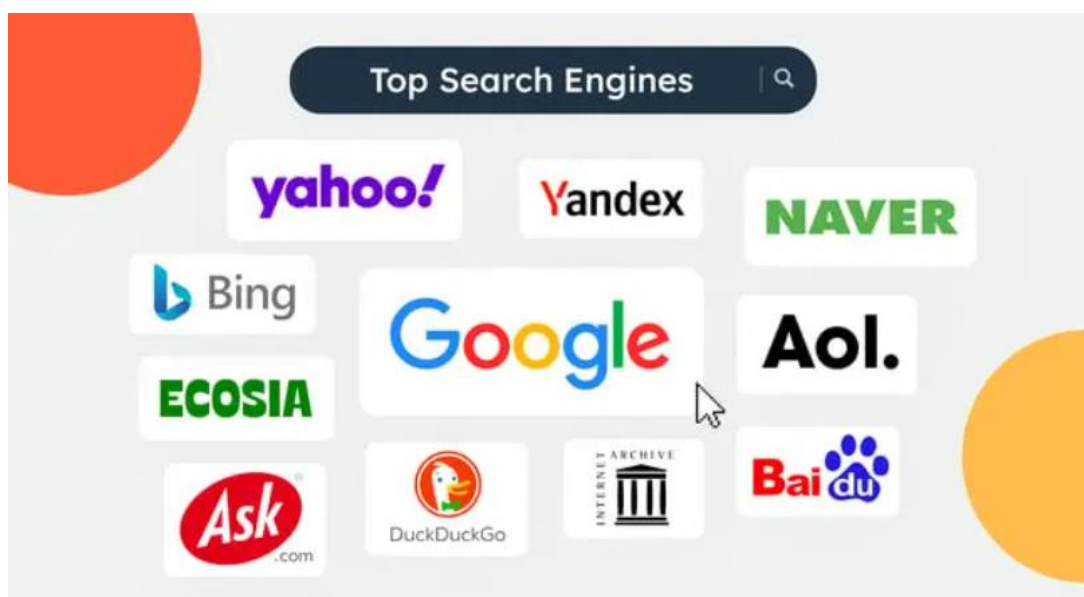 Top Search Engines
yahoo!
Yandex
NAVER
Bing
Google
Aol.
ECOSIA
Ask
.com
DuckDuckGo
INTERNET ARCHIVE
Bai du